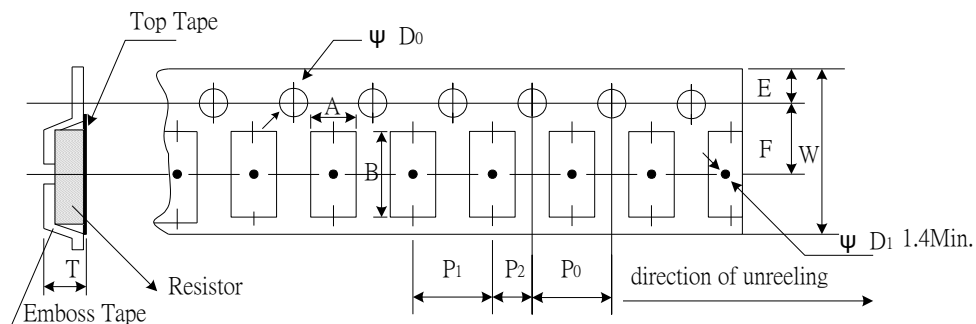 Top Tape
Ψ D0
E
A
F
W
B
Ψ D1 1.4Min.
T
P1
P2
P0
direction of unreeling
Resistor
Emboss Tape